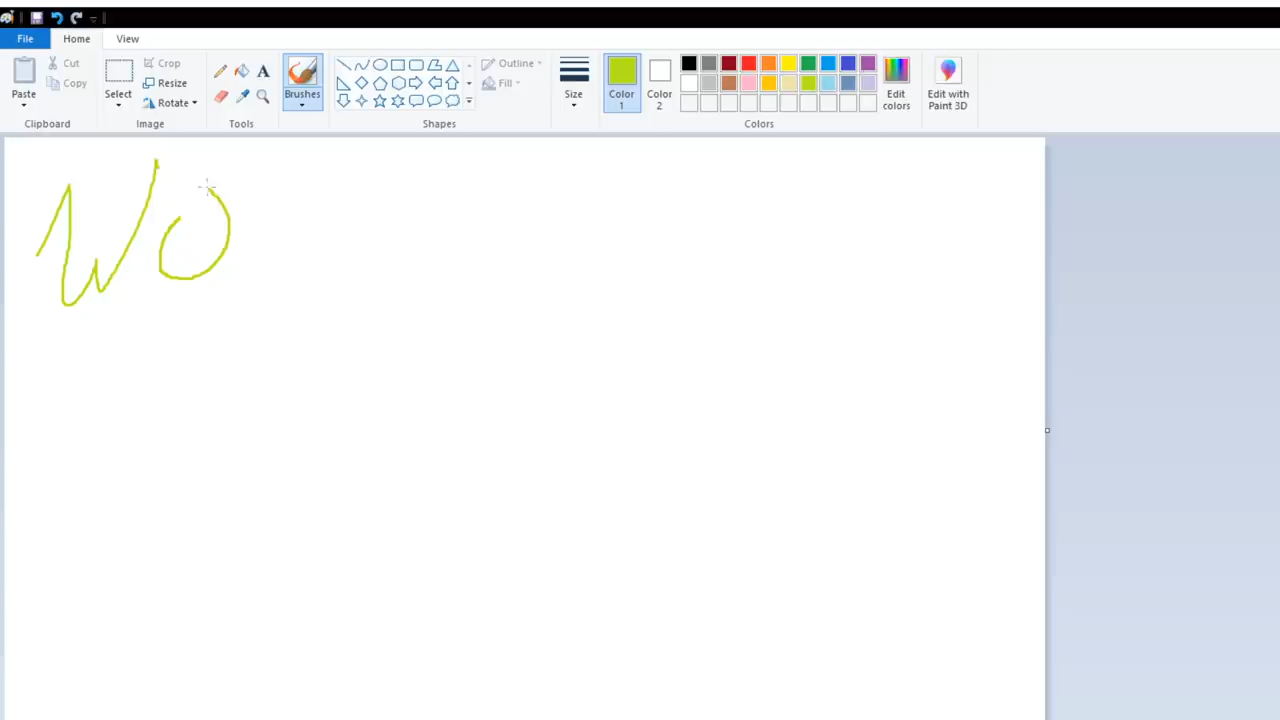 File Home View
Paste Cut Copy Select Crop Resize Rotate Brushes Outline Fill Size Color 1 Color 2 Edit colors Edit with Paint 3D
Clipboard Image Tools Shapes Colors
Wo